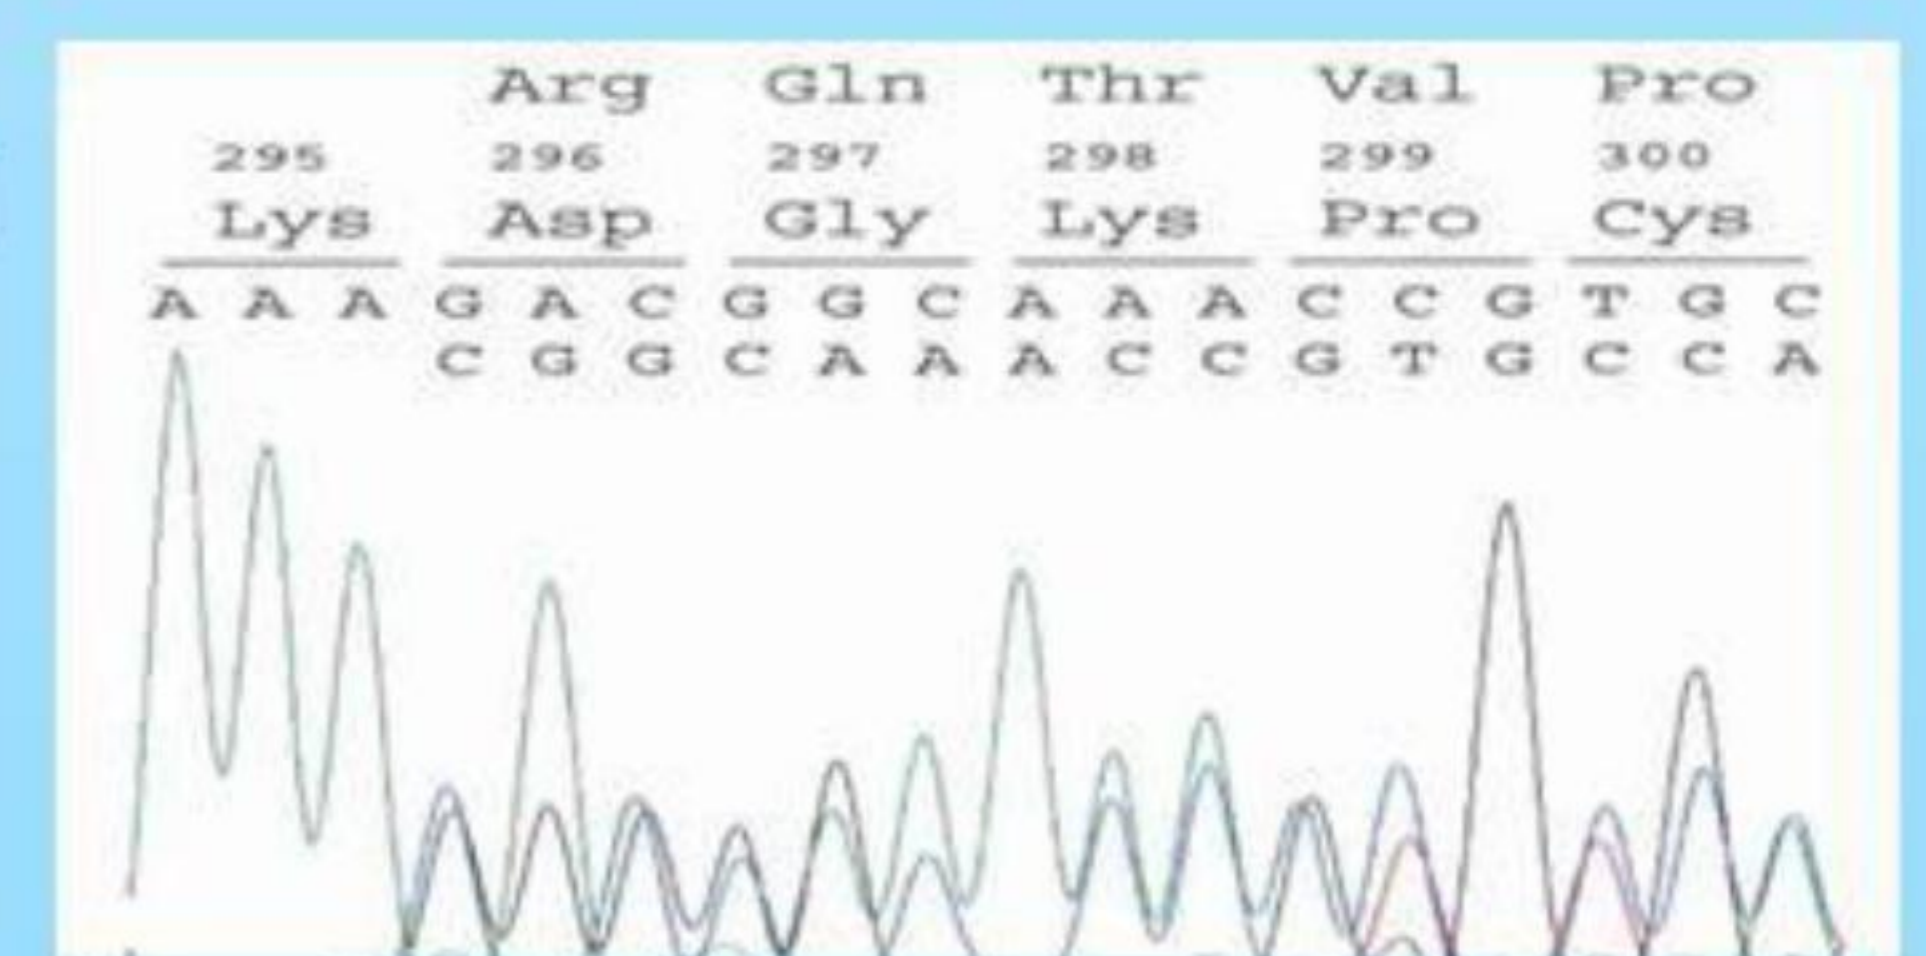 Arg Gln Thr Val Pro
295 296 297 298 299 300
Lys Asp Gly Lys Pro Cys
A A A G A C G G C A A A C C G T G C
C G G C A A A C C G T G C C A